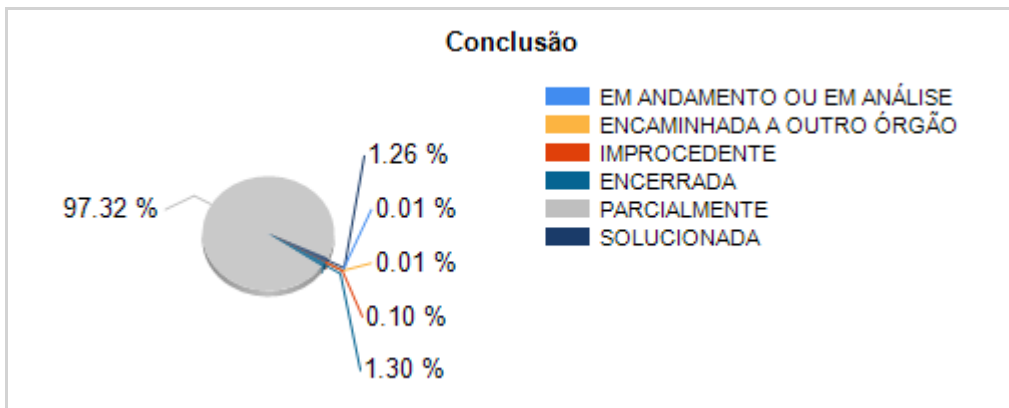 Conclusão
97.32 %
1.26 %
0.01 %
0.01 %
0.10 %
1.30 %
EM ANDAMENTO OU EM ANÁLISE
ENCAMINHADA A OUTRO ÓRGÃO
IMPROCEDENTE
ENCERRADA
PARCIALMENTE
SOLUCIONADA